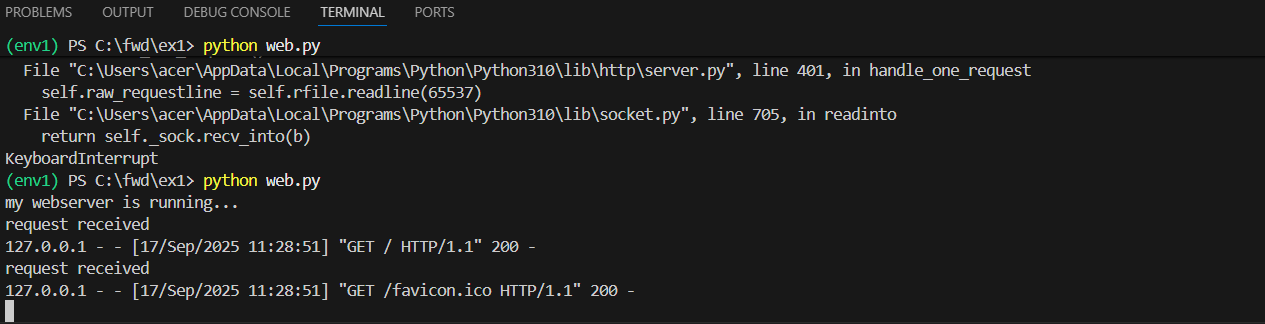 PROBLEMS OUTPUT DEBUG CONSOLE TERMINAL PORTS
(env1) PS C:\fwd\ex1> python web.py
File "C:\Users\acer\AppData\Local\Programs\Python\Python310\lib\http\server.py", line 401, in handle_one_request
self.raw_requestline = self.rfile.readline(65537)
File "C:\Users\acer\AppData\Local\Programs\Python\Python310\lib\socket.py", line 705, in readinto
return self._sock.recv_into(b)
KeyboardInterrupt
(env1) PS C:\fwd\ex1> python web.py
my webserver is running...
request received
127.0.0.1 - - [17/Sep/2025 11:28:51] "GET / HTTP/1.1" 200 -
request received
127.0.0.1 - - [17/Sep/2025 11:28:51] "GET /favicon.ico HTTP/1.1" 200 -